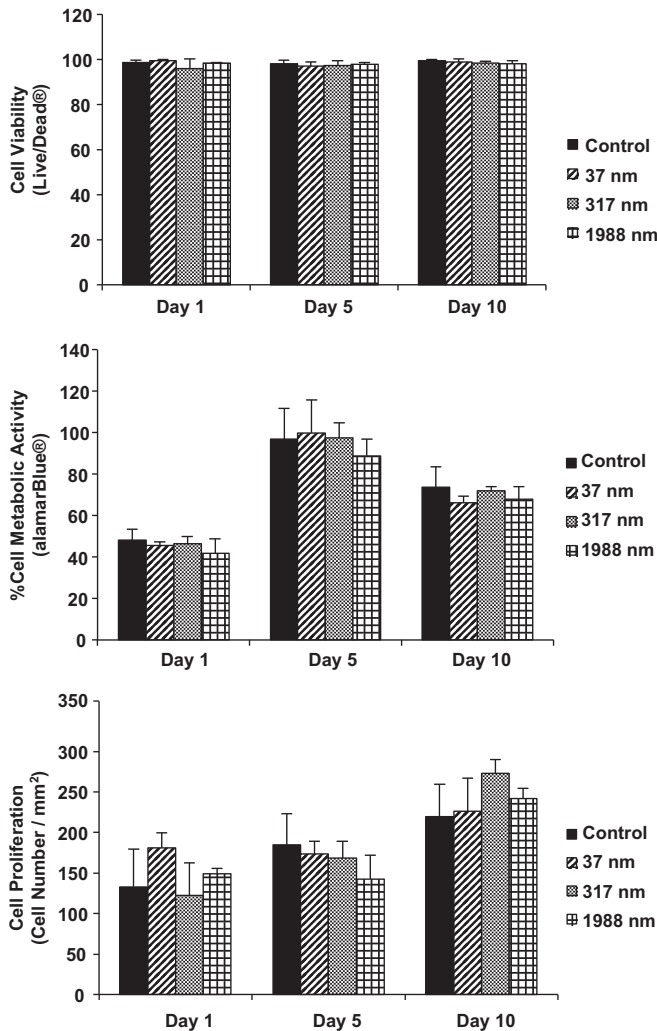 120
100
80
60
40
20
0
Cell Viability
(Live/Dead®)
Day 1
Day 5
Day 10
Control
37 nm
317 nm
1988 nm
140
120
100
80
60
40
20
0
%Cell Metabolic Activity
(alamarBlue®)
Day 1
Day 5
Day 10
Control
37 nm
317 nm
1988 nm
350
300
250
200
150
100
50
0
Cell Proliferation
(Cell Number / mm²)
Day 1
Day 5
Day 10
Control
37 nm
317 nm
1988 nm